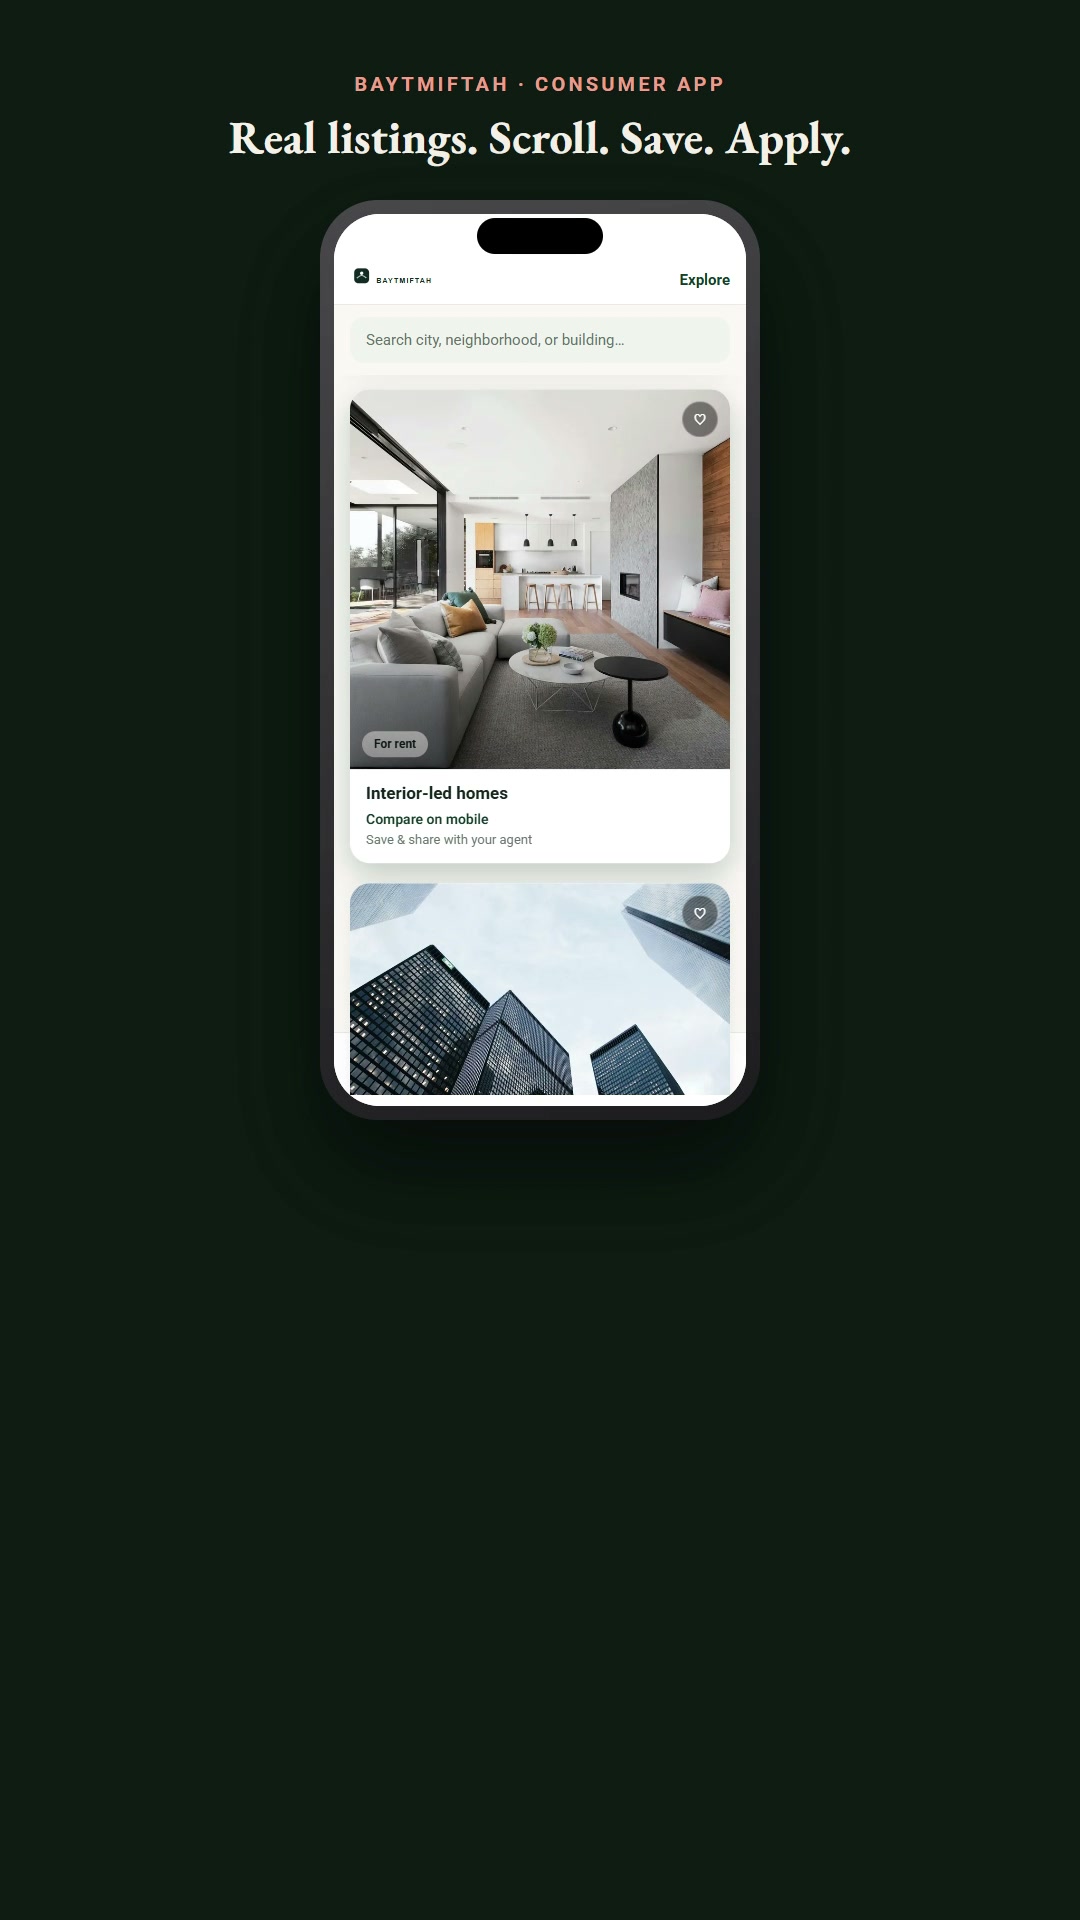 BAYTMIFTAH · CONSUMER APP
Real listings. Scroll. Save. Apply.
BAYTMIFTAH
Explore
Search city, neighborhood, or building…
For rent
Interior-led homes
Compare on mobile
Save & share with your agent